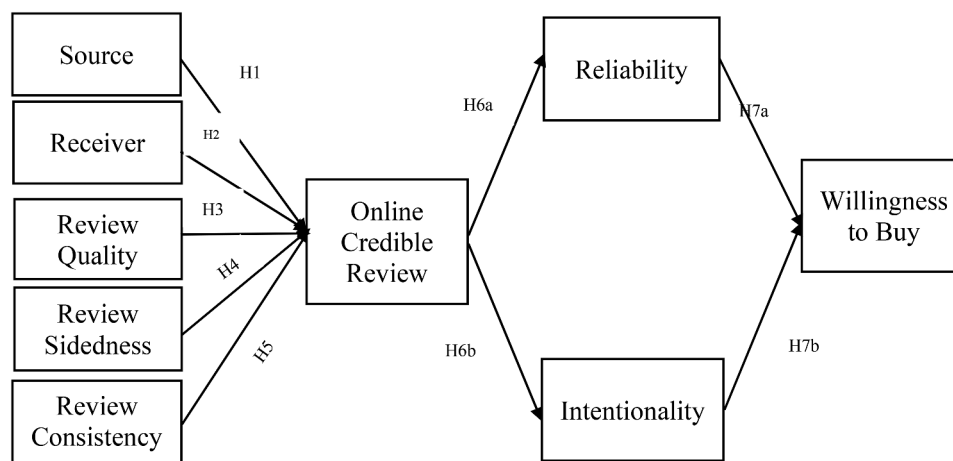 Source
H1
Receiver
H2
Review
Quality
H3
Review
Sidedness
H4
Review
Consistency
H5
Online
Credible
Review
H6a
H6b
Reliability
Intentionality
H7a
H7b
Willingness
to Buy